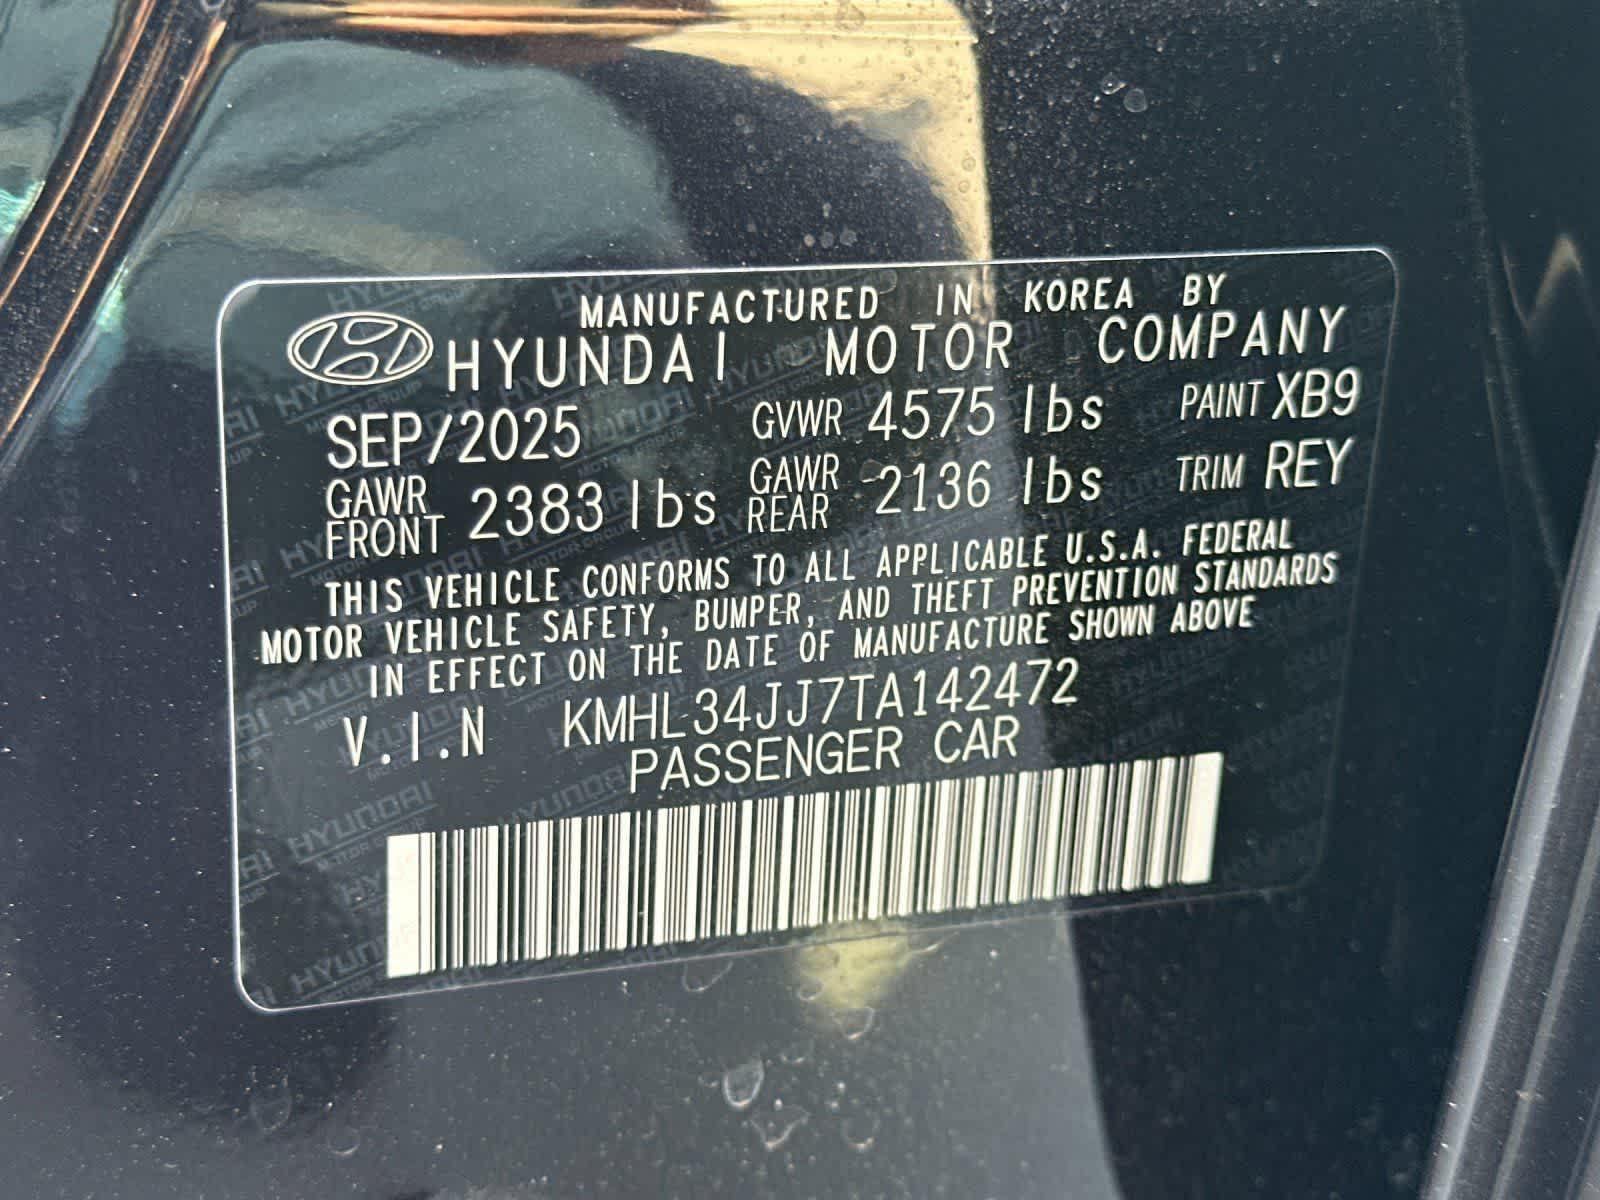 MANUFACTURED IN KOREA BY
HYUNDAI MOTOR COMPANY
SEP/2025 GVWR 4575 lbs PAINT XB9
GAWR FRONT 2383 lbs GAWR REAR 2136 lbs TRIM REY
THIS VEHICLE CONFORMS TO ALL APPLICABLE U.S.A. FEDERAL
MOTOR VEHICLE SAFETY, BUMPER, AND THEFT PREVENTION STANDARDS
IN EFFECT ON THE DATE OF MANUFACTURE SHOWN ABOVE
V.I.N KMHL34JJ7TA142472
PASSENGER CAR